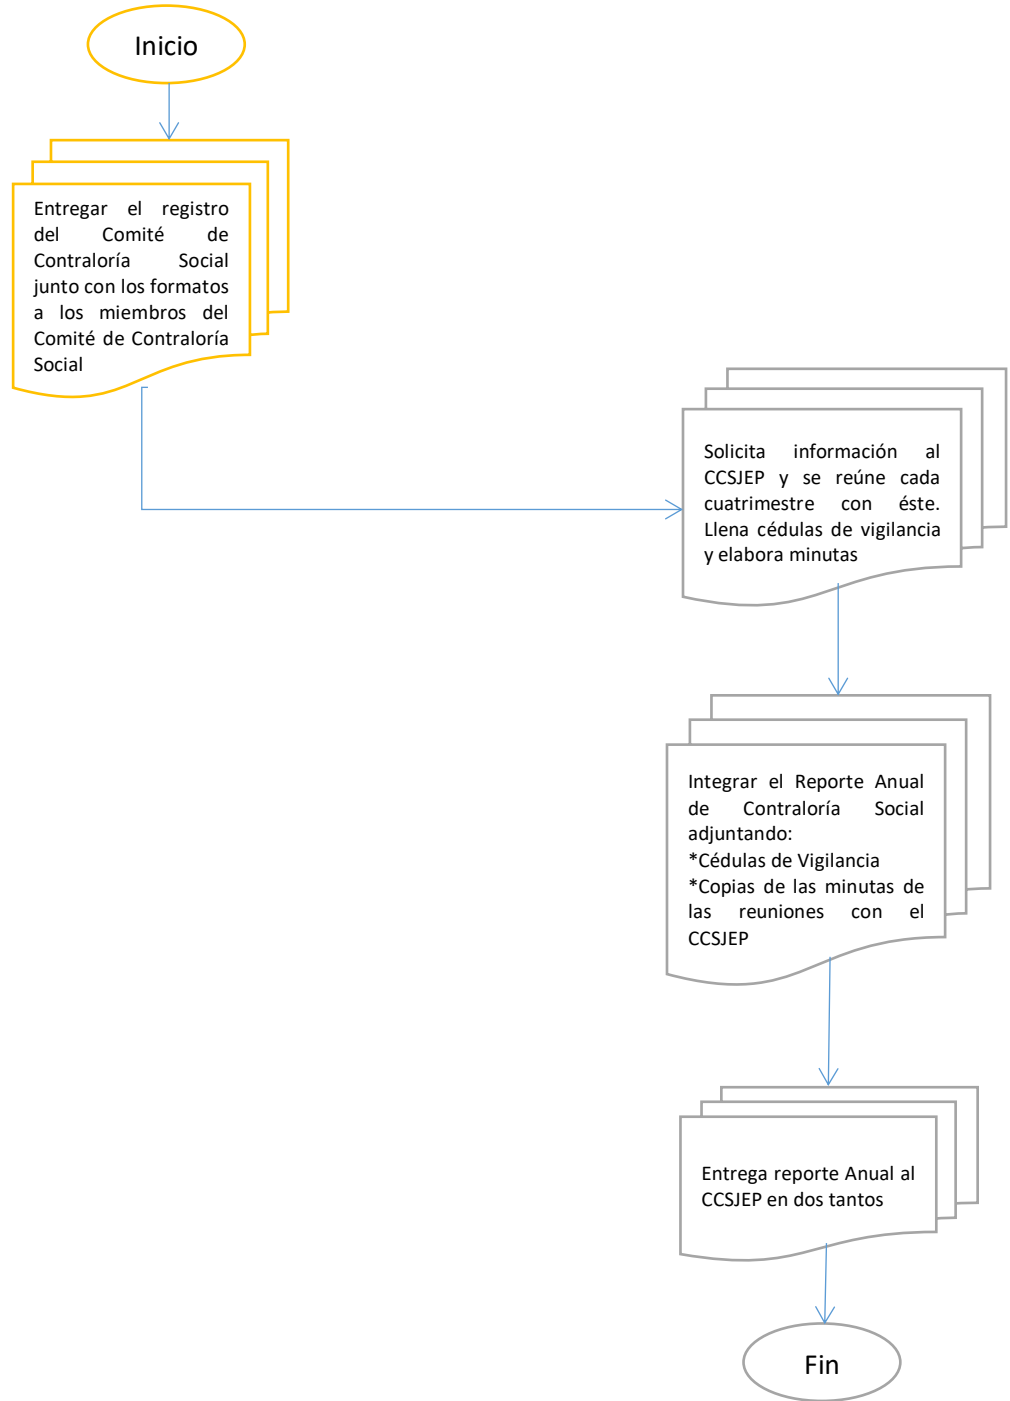 Inicio
Entregar el registro
del Comité de
Contraloría Social
junto con los formatos
a los miembros del
Comité de Contraloría
Social
Solicita información al
CCSJEP y se reúne cada
cuatrimestre con éste.
Llena cédulas de vigilancia
y elabora minutas
Integrar el Reporte Anual
de Contraloría Social
adjuntando:
*Cédulas de Vigilancia
*Copias de las minutas de
las reuniones con el
CCSJEP
Entrega reporte Anual al
CCSJEP en dos tantos
Fin